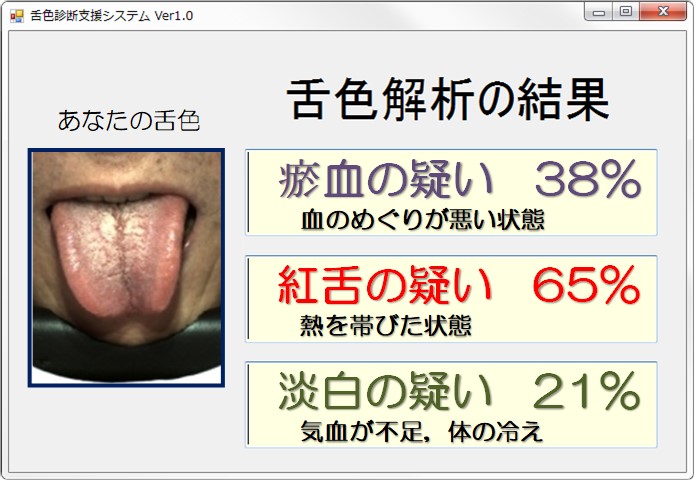 舌色診断支援システム Ver1.0
舌色解析の結果
あなたの舌色
瘀血の疑い 38%
血のめぐりが悪い状態
紅舌の疑い 65%
熱を帯びた状態
淡白の疑い 21%
気血が不足，体の冷え